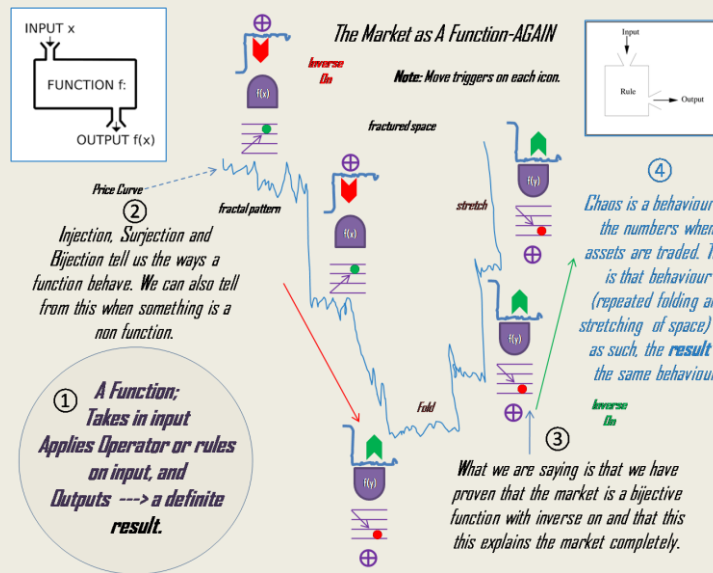 The Market as A Function-AGAIN
INPUT x
FUNCTION f:
OUTPUT f(x)
Inverse
On
Note: Move triggers on each icon.
f(x)
fractured space
Input
Rule
Output
Price Curve
fractal pattern
f(x)
stretch
f(y)
②
Injection, Surjection and
Bijection tell us the ways a
function behave. We can also tell
from this when something is a
non function.
④
Chaos is a behaviour
the numbers when
assets are traded.
is that behaviour
(repeated folding
stretching of space)
as such, the result
the same behaviour
Inverse
On
f(y)
Fold
①
A Function;
Takes in input
Applies Operator or rules
on input, and
Outputs ---> a definite
result.
f(y)
③
What we are saying is that we have
proven that the market is a bijective
function with inverse on and that this
this explains the market completely.